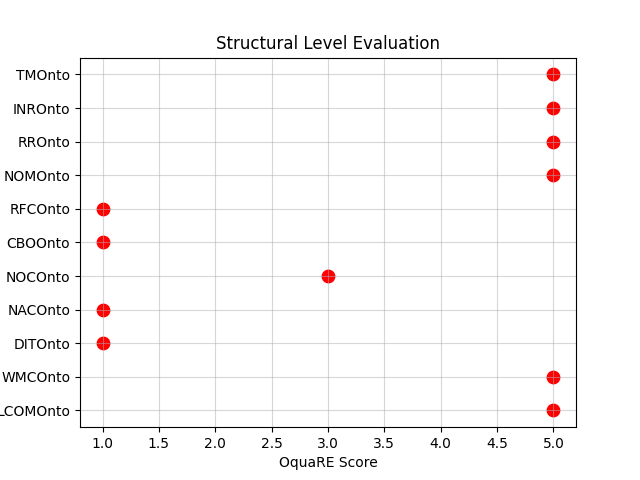 Structural Level Evaluation
TMOnto
INROnto
RROnto
NOMOnto
RFCOnto
CBOOnto
NOCOnto
NACOnto
DITOnto
WMCOnto
LCOMOnto
1.0 1.5 2.0 2.5 3.0 3.5 4.0 4.5 5.0
OquaRE Score